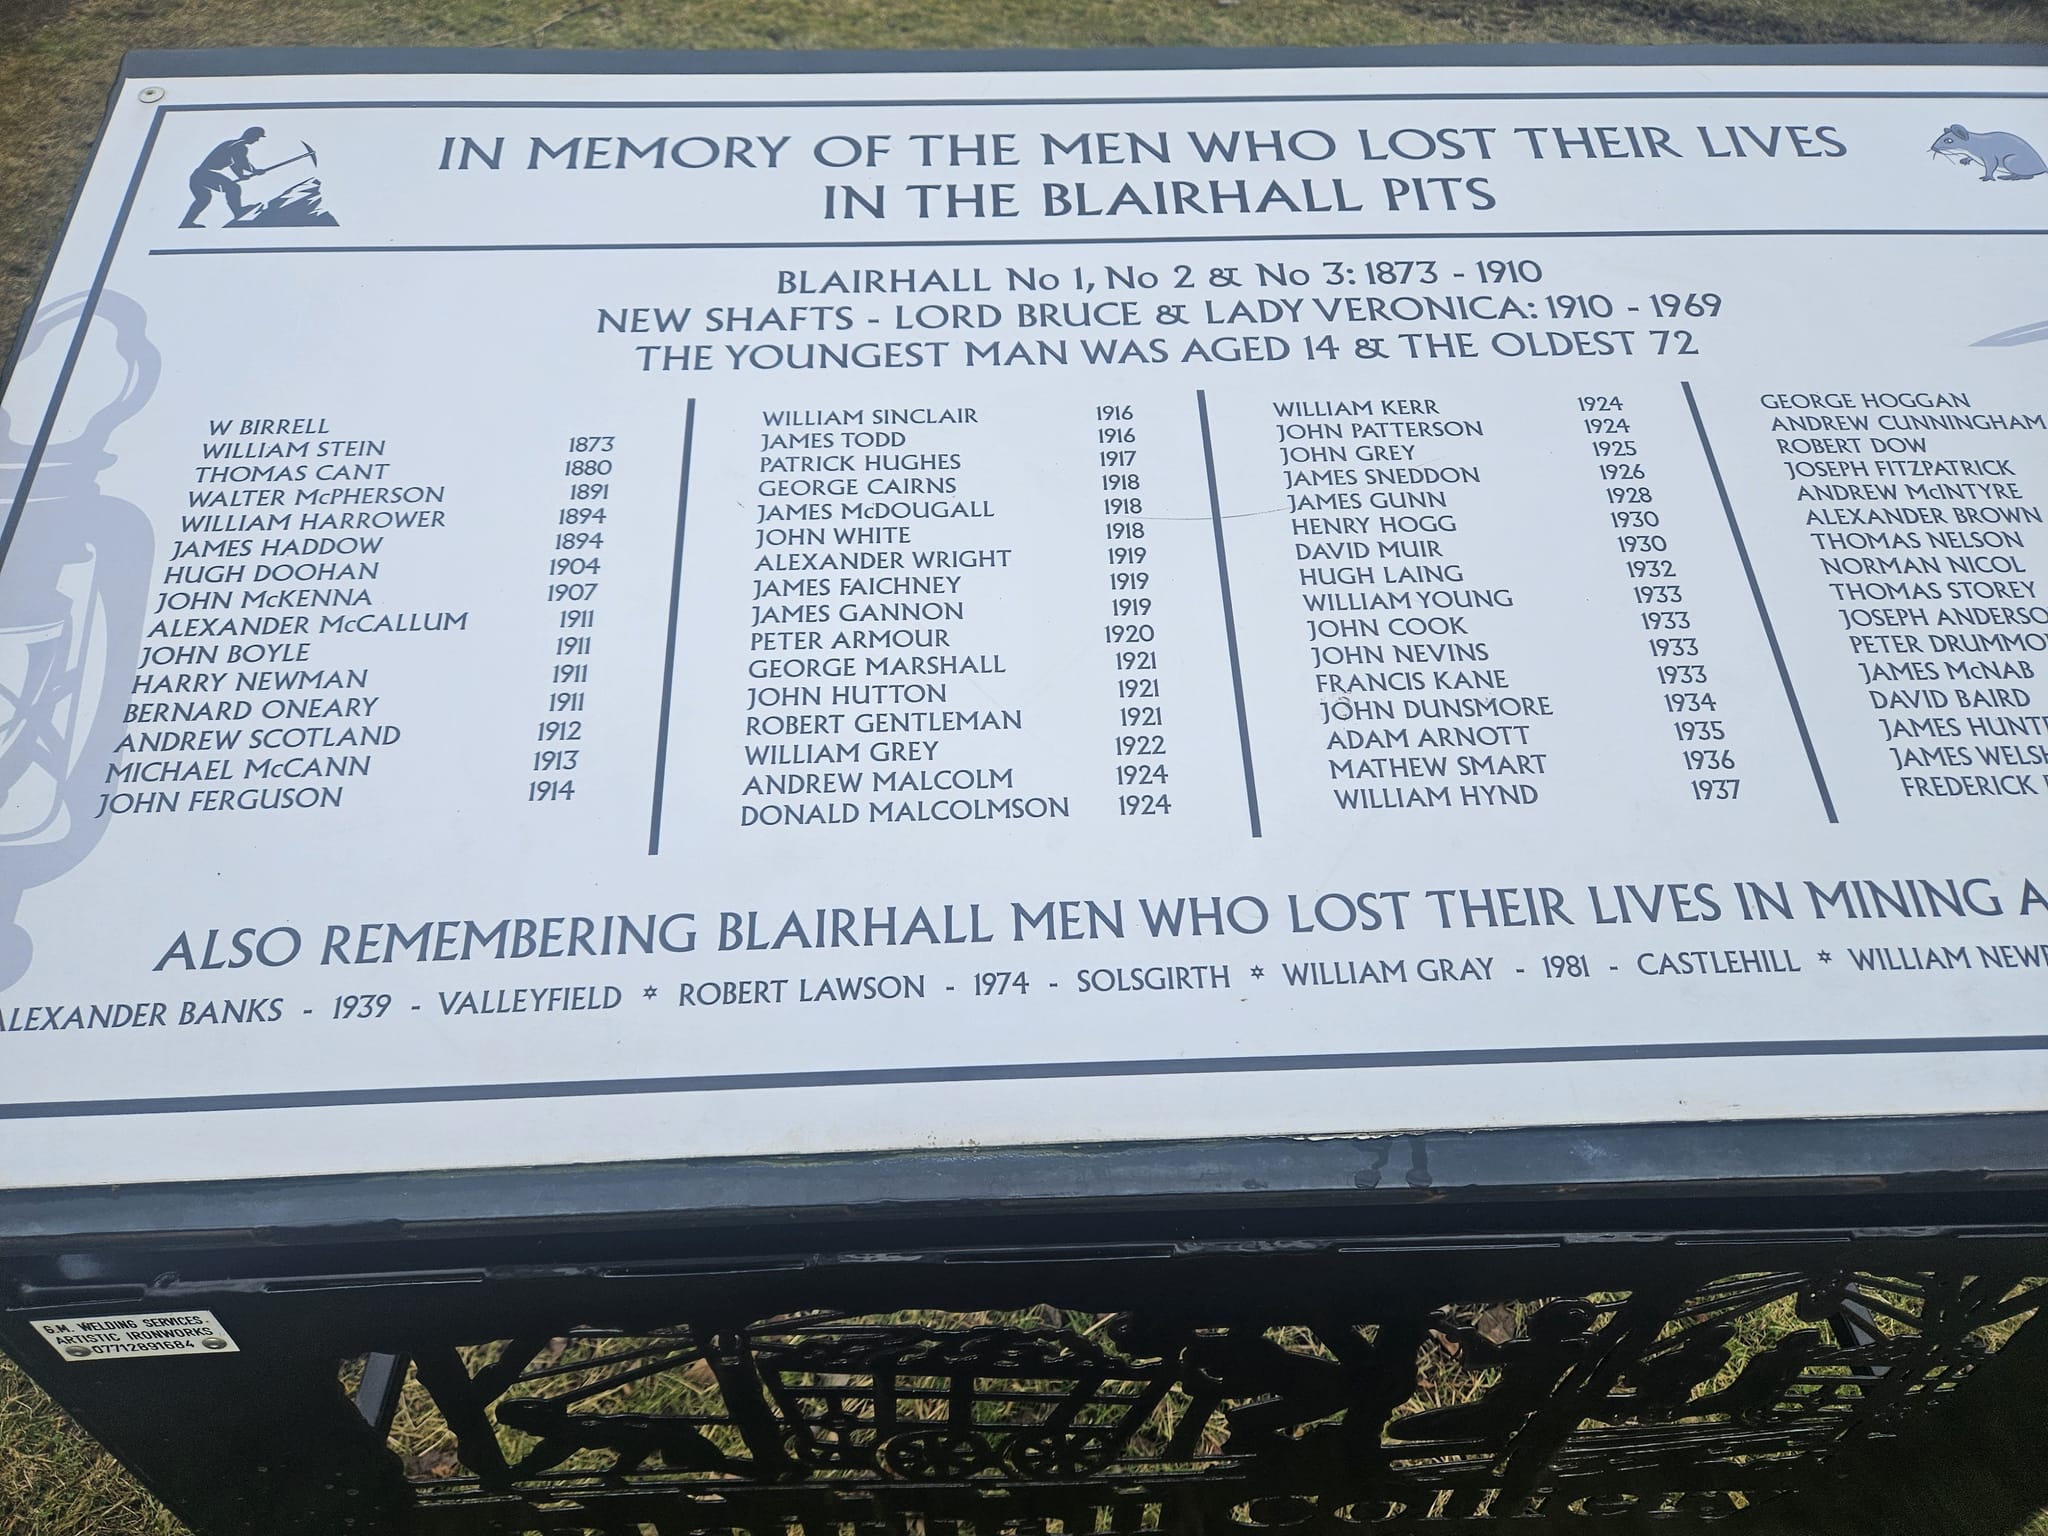 IN MEMORY OF THE MEN WHO LOST THEIR LIVES
IN THE BLAIRHALL PITS
BLAIRHALL No 1, No 2 & No 3: 1873 - 1910
NEW SHAFTS - LORD BRUCE & LADY VERONICA: 1910 - 1969
THE YOUNGEST MAN WAS AGED 14 & THE OLDEST 72
W BIRRELL
WILLIAM STEIN 1873
THOMAS CANT 1880
WALTER McPHERSON 1891
WILLIAM HARROWER 1894
JAMES HADDOW 1894
HUGH DOOHAN 1904
JOHN McKENNA 1907
ALEXANDER McCALLUM 1911
JOHN BOYLE 1911
HARRY NEWMAN 1911
BERNARD ONEARY 1911
ANDREW SCOTLAND 1912
MICHAEL McCANN 1913
JOHN FERGUSON 1914
WILLIAM SINCLAIR 1916
JAMES TODD 1916
PATRICK HUGHES 1917
GEORGE CAIRNS 1918
JAMES McDOUGALL 1918
JOHN WHITE 1918
ALEXANDER WRIGHT 1919
JAMES FAICHNEY 1919
JAMES GANNON 1919
PETER ARMOUR 1920
GEORGE MARSHALL 1921
JOHN HUTTON 1921
ROBERT GENTLEMAN 1921
WILLIAM GREY 1922
ANDREW MALCOLM 1924
DONALD MALCOLMSON 1924
WILLIAM KERR 1924
JOHN PATTERSON 1924
JOHN GREY 1925
JAMES SNEDDON 1926
JAMES GUNN 1928
HENRY HOGG 1930
DAVID MUIR 1930
HUGH LAING 1932
WILLIAM YOUNG 1933
JOHN COOK 1933
JOHN NEVINS 1933
FRANCIS KANE 1933
JOHN DUNSMORE 1934
ADAM ARNOTT 1935
MATHEW SMART 1936
WILLIAM HYND 1937
GEORGE HOGGAN
ANDREW CUNNINGHAM
ROBERT DOW
JOSEPH FITZPATRICK
ANDREW McINTYRE
ALEXANDER BROWN
THOMAS NELSON
NORMAN NICOL
THOMAS STOREY
JOSEPH
PETER
JAMES McNAB
DAVID BAIRD
JAMES
JAMES
FREDERICK
ALSO REMEMBERING BLAIRHALL MEN WHO LOST THEIR LIVES IN MINING
ALEXANDER BANKS - 1939 - VALLEYFIELD * ROBERT LAWSON - 1974 - SOLSGIRTH * WILLIAM GRAY - 1981 - CASTLEHILL * WILLIAM
G.M. WELDING SERVICES.
ARTISTIC IRONWORKS
07712891684
Colliery